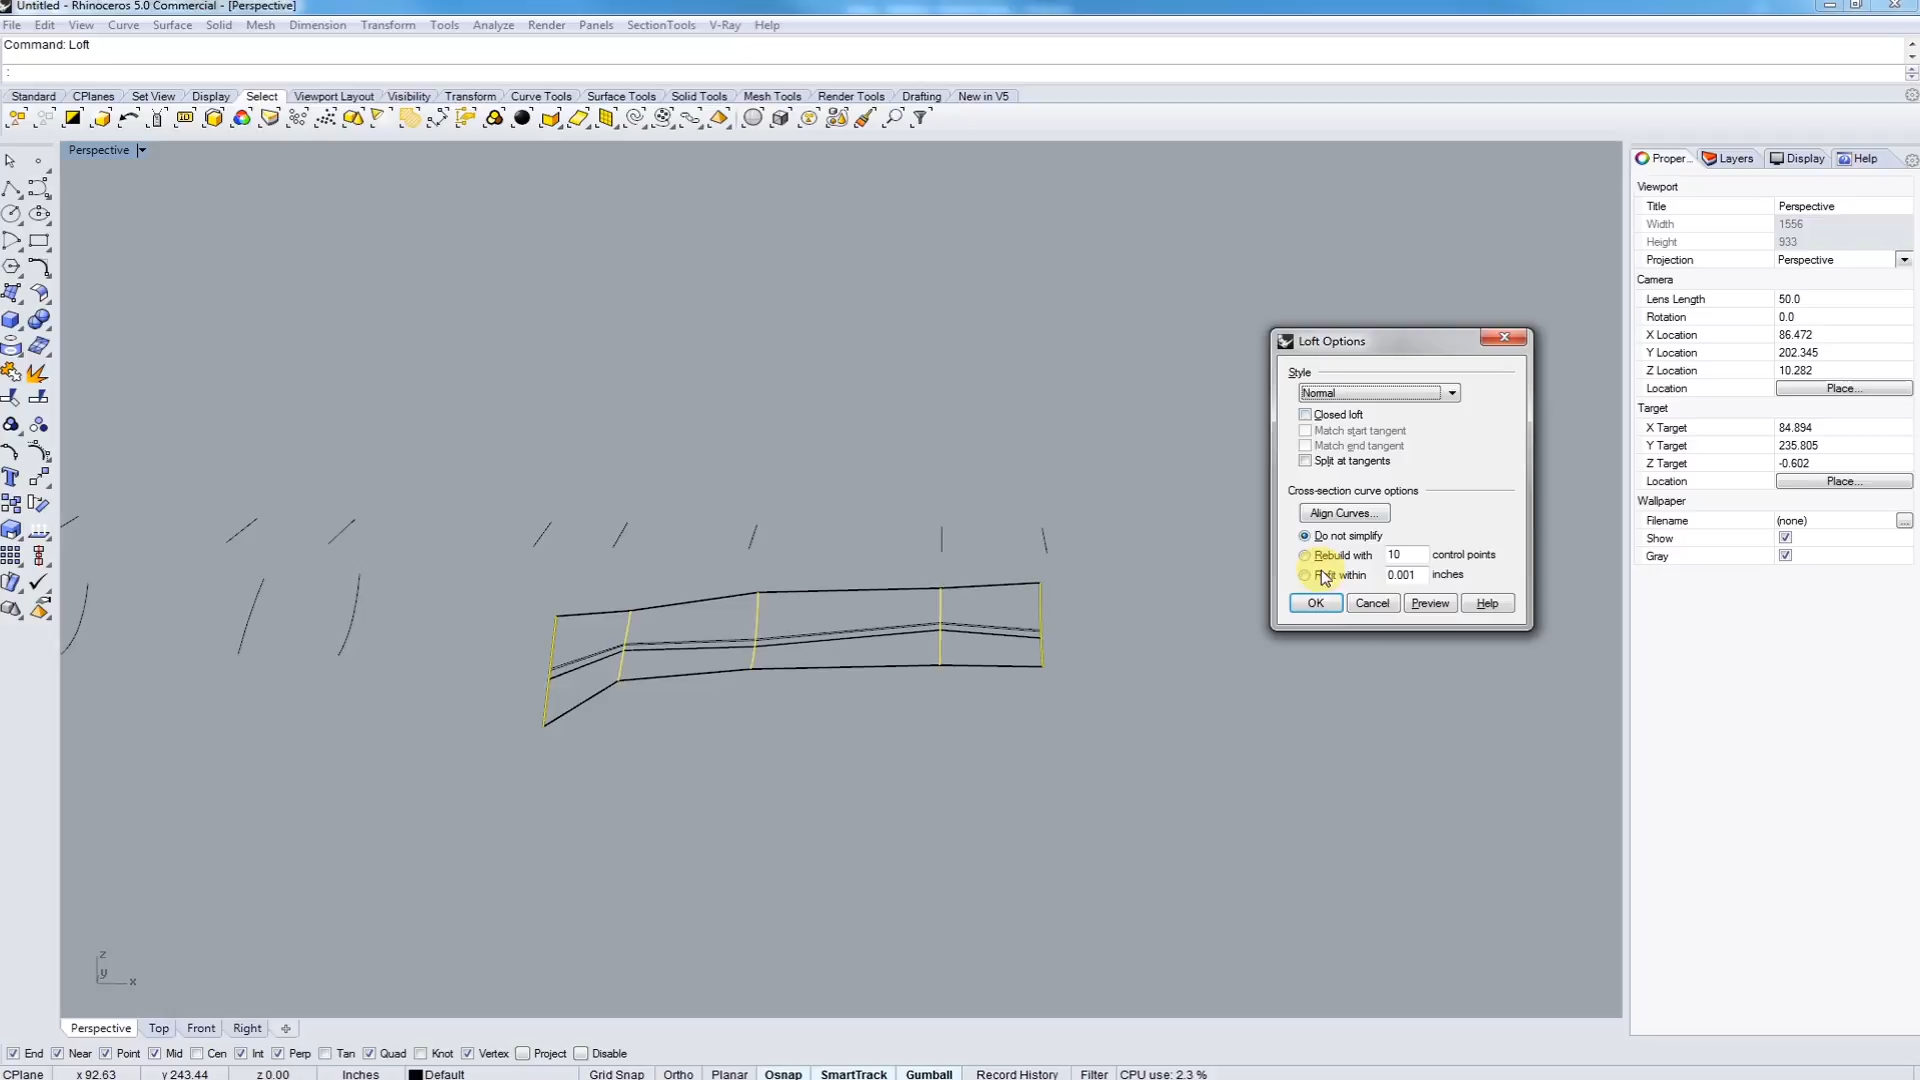 Untitled - Rhinoceros 5.0 Commercial - [Perspective]
File Edit View Curve Surface Solid Mesh Dimension Transform Tools Analyze Render Panels SectionTools V-Ray Help
Command: Loft
:
Standard CPlanes Set View Display Select Viewport Layout Visibility Transform Curve Tools Surface Tools Solid Tools Mesh Tools Render Tools Drafting New in V5
Perspective
Proper... Layers Display Help
Viewport
Title Perspective
Width 1556
Height 933
Projection Perspective
Camera
Lens Length 50.0
Rotation 0.0
X Location 86.472
Y Location 202.345
Z Location 10.282
Location Place...
Target
X Target 84.894
Y Target 235.805
Z Target -0.602
Location Place...
Wallpaper
Filename (none) ...
Show
Gray
Loft Options
Style
Normal
Closed loft
Match start tangent
Match end tangent
Split at tangents
Cross-section curve options
Align Curves...
Do not simplify
Rebuild with 10 control points
within 0.001 inches
OK Cancel Preview Help
z
y
x
Perspective Top Front Right
End Near Point Mid Cen Int Perp Tan Quad Knot Vertex Project Disable
CPlane x 92.63 y 243.44 z 0.00 Inches Default Grid Snap Ortho Planar Osnap SmartTrack Gumball Record History Filter CPU use: 2.3 %